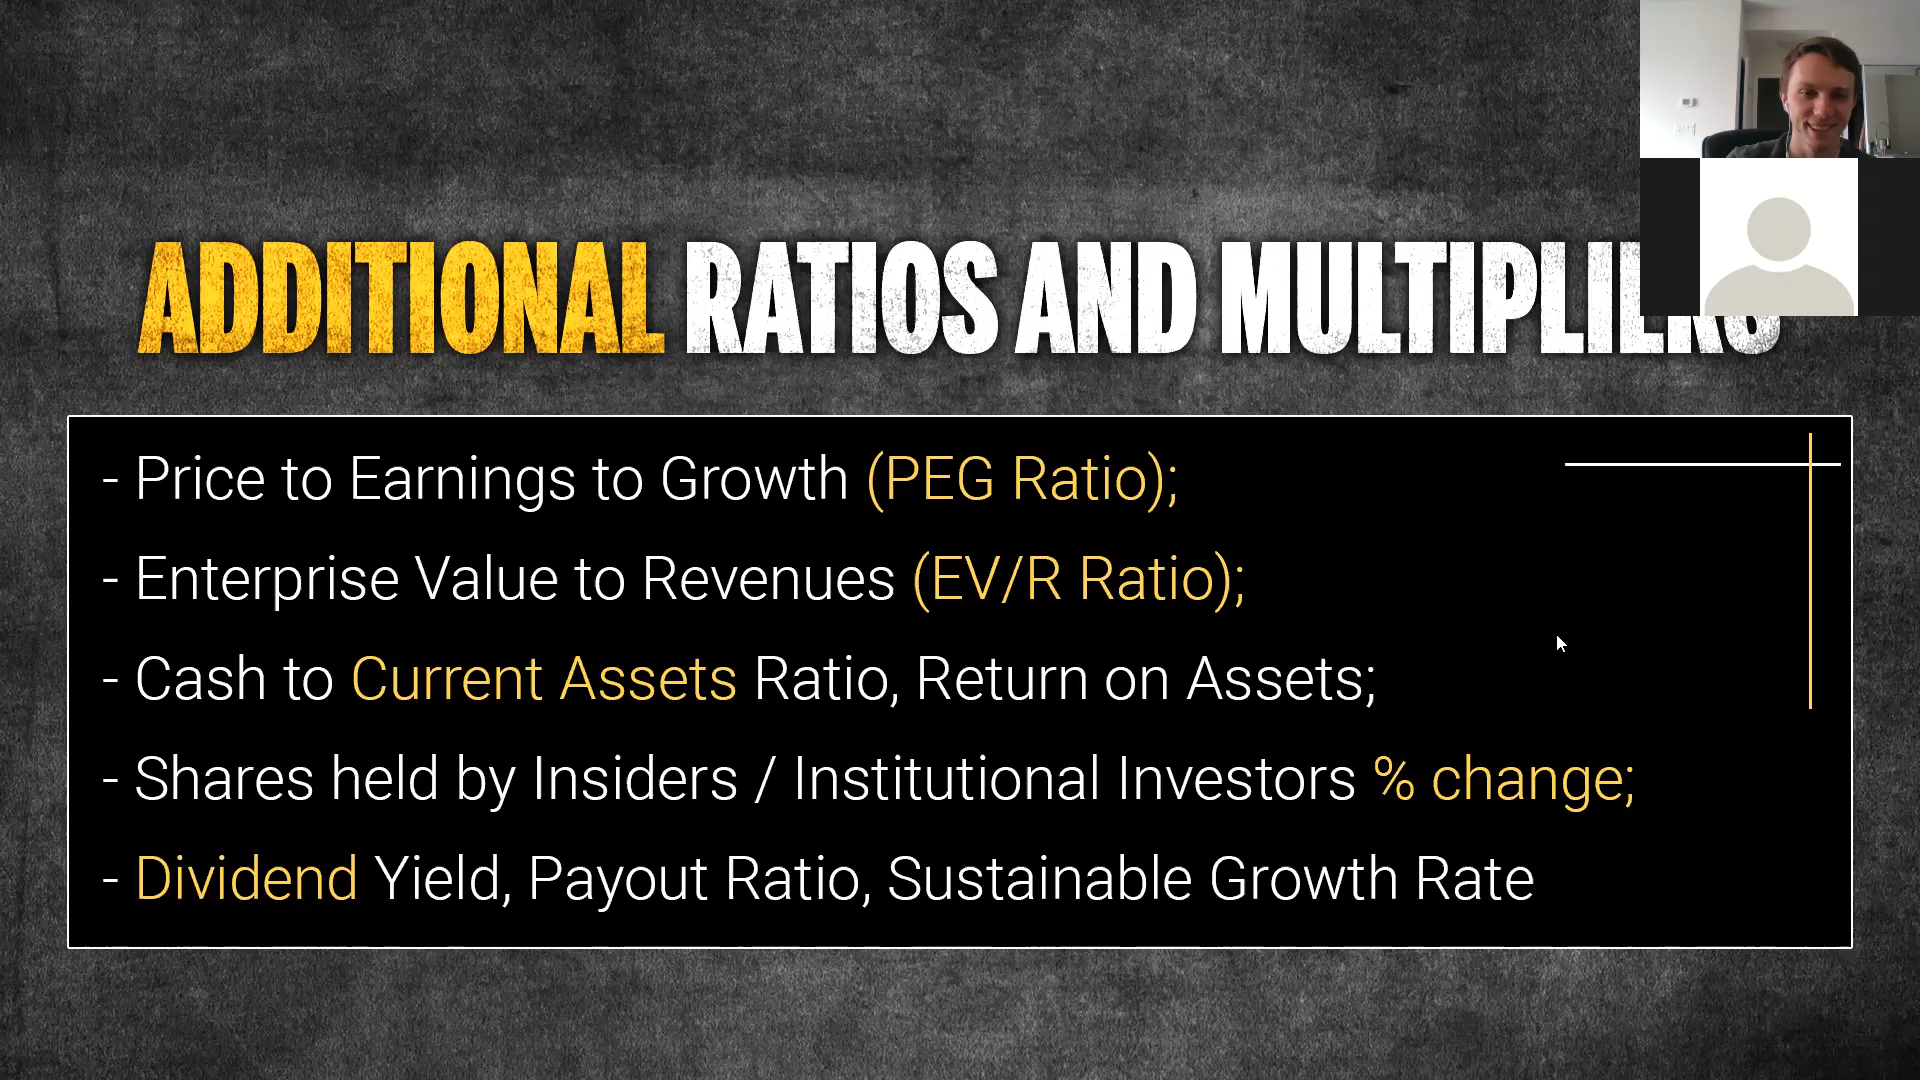 ADDITIONAL RATIOS AND MULTIPLIERS
- Price to Earnings to Growth (PEG Ratio);
- Enterprise Value to Revenues (EV/R Ratio);
- Cash to Current Assets Ratio, Return on Assets;
- Shares held by Insiders / Institutional Investors % change;
- Dividend Yield, Payout Ratio, Sustainable Growth Rate